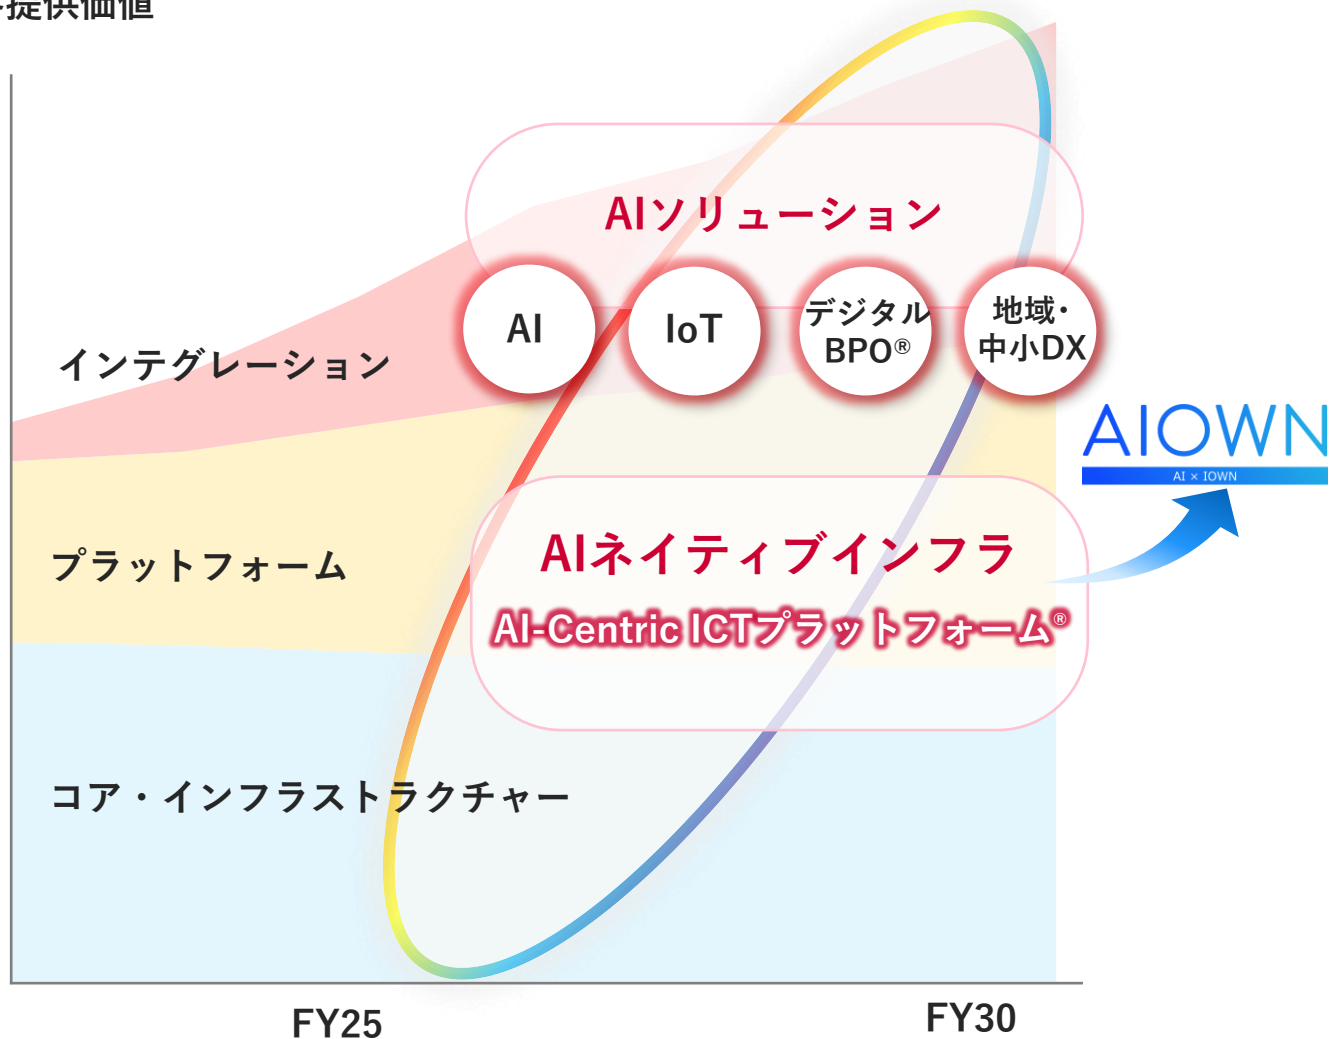 提供価値
AIソリューション
AI
IoT
デジタル
BPO®
地域・
中小DX
インテグレーション
AIOWN
AI × IOWN
プラットフォーム
AIネイティブインフラ
AI-Centric ICTプラットフォーム®
コア・インフラストラクチャー
FY25
FY30